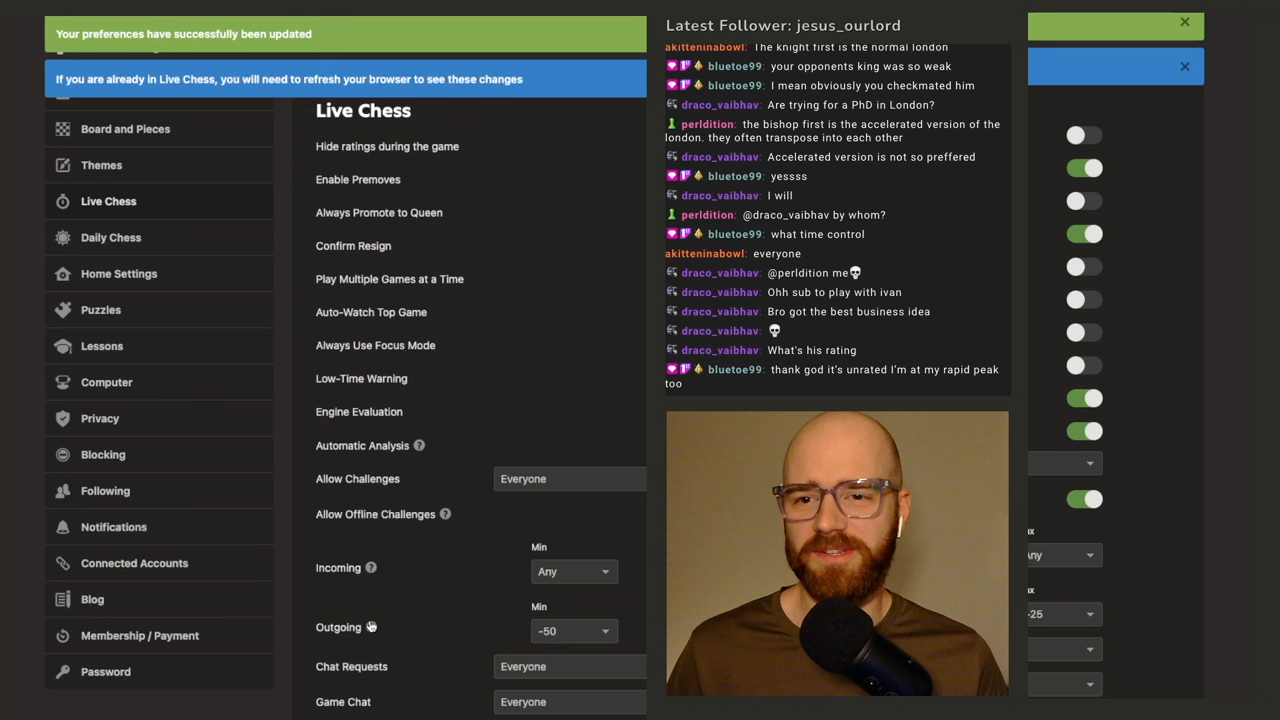 Your preferences have successfully been updated
If you are already in Live Chess, you will need to refresh your browser to see these changes
Board and Pieces
Themes
Live Chess
Daily Chess
Home Settings
Puzzles
Lessons
Computer
Privacy
Blocking
Following
Notifications
Connected Accounts
Blog
Membership / Payment
Password
Live Chess
Hide ratings during the game
Enable Premoves
Always Promote to Queen
Confirm Resign
Play Multiple Games at a Time
Auto-Watch Top Game
Always Use Focus Mode
Low-Time Warning
Engine Evaluation
Automatic Analysis ?
Allow Challenges
Everyone
Allow Offline Challenges ?
Min
Incoming ?
Any
Min
Outgoing
-50
Chat Requests
Everyone
Game Chat
Everyone
Latest Follower: jesus_ourlord
akitteninabowl: The knight first is the normal london
bluetoe99: your opponents king was so weak
bluetoe99: I mean obviously you checkmated him
draco_vaibhav: Are trying for a PhD in London?
perldition: the bishop first is the accelerated version of the
london. they often transpose into each other
draco_vaibhav: Accelerated version is not so preffered
bluetoe99: yessss
draco_vaibhav: I will
perldition: @draco_vaibhav by whom?
bluetoe99: what time control
akitteninabowl: everyone
draco_vaibhav: @perldition me💀
draco_vaibhav: Ohh sub to play with ivan
draco_vaibhav: Bro got the best business idea
draco_vaibhav: 💀
draco_vaibhav: What's his rating
bluetoe99: thank god it's unrated I'm at my rapid peak
too
Any
25